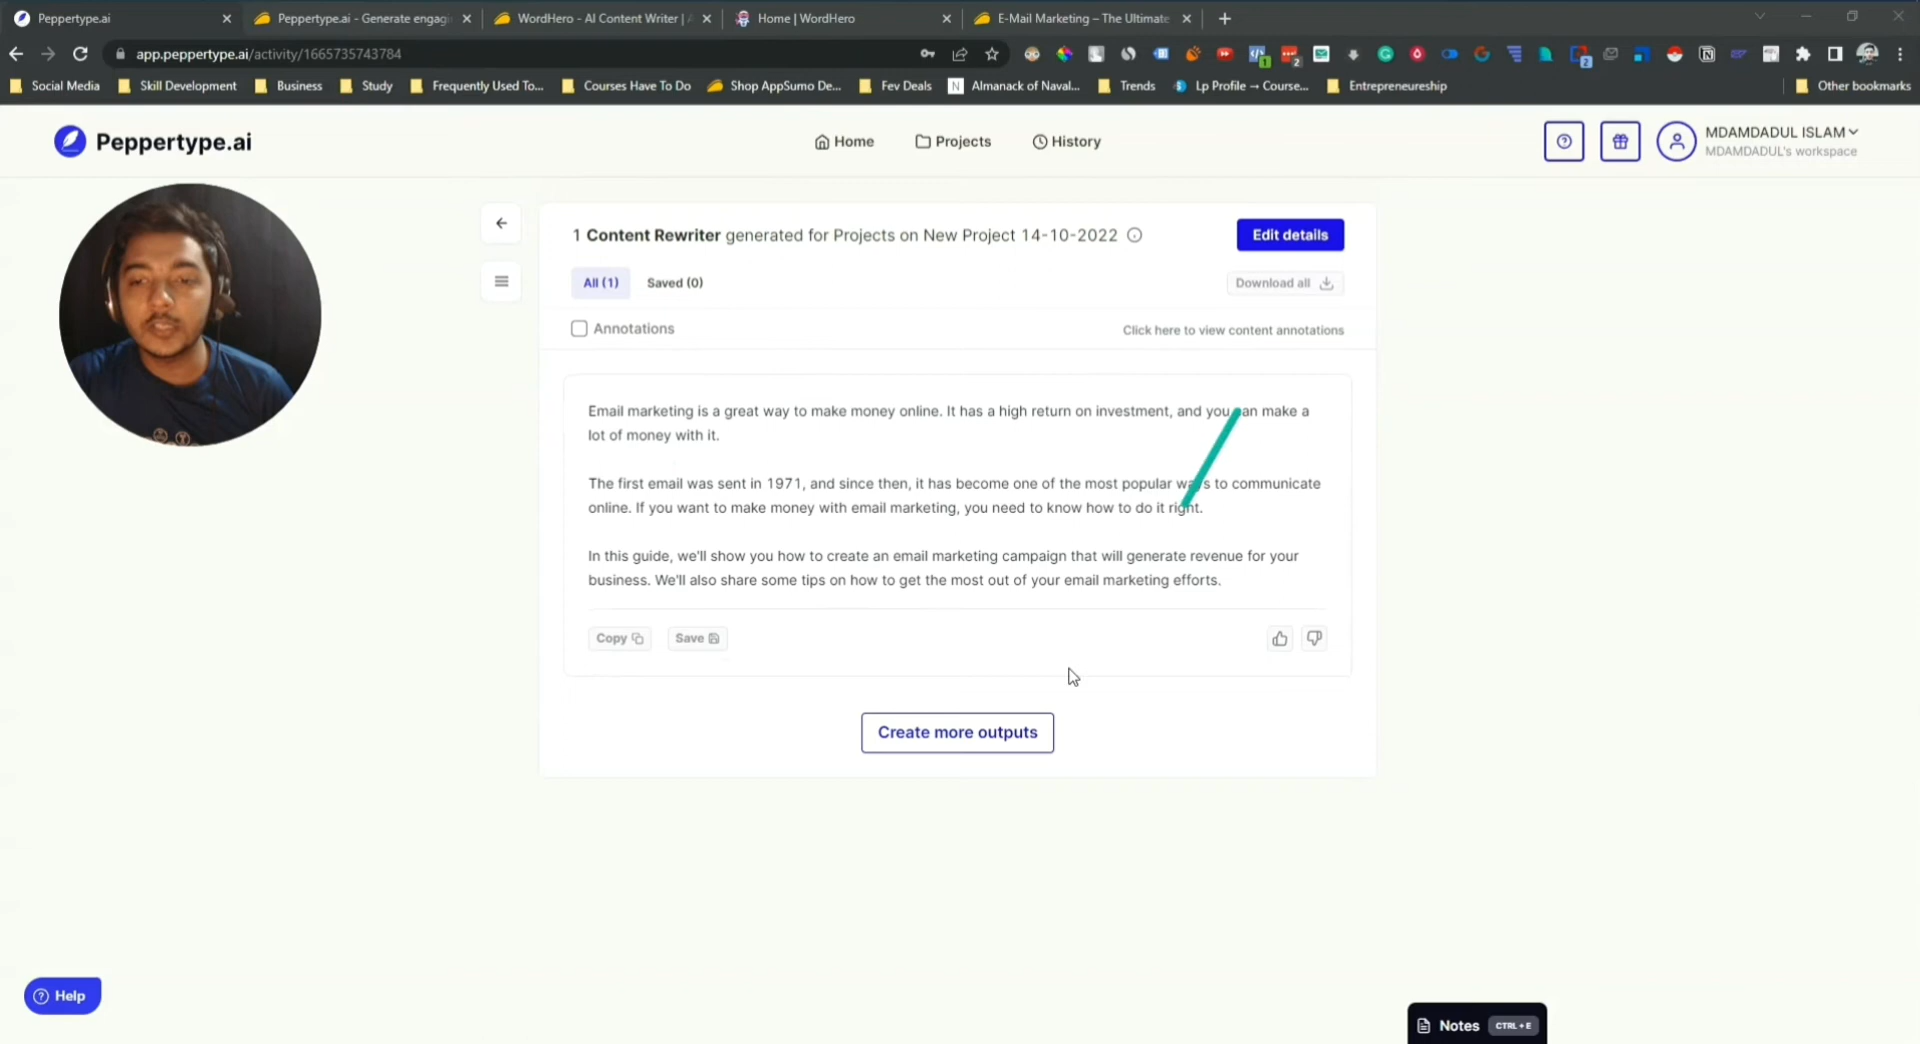 Peppertype.ai
Peppertype.ai - Generate engagi
WordHero - AI Content Writer |
Home | WordHero
E-Mail Marketing – The Ultimate
app.peppertype.ai/activity/1665735743784
Social Media
Skill Development
Business
Study
Frequently Used To...
Courses Have To Do
Shop AppSumo De...
Fev Deals
Almanack of Naval...
Trends
Lp Profile → Course...
Entrepreneureship
Other bookmarks
Peppertype.ai
Home
Projects
History
MDAMDADUL ISLAM
MDAMDADUL's workspace
1 Content Rewriter generated for Projects on New Project 14-10-2022
Edit details
All (1)
Saved (0)
Download all
Annotations
Click here to view content annotations
Email marketing is a great way to make money online. It has a high return on investment, and you can make a
lot of money with it.
The first email was sent in 1971, and since then, it has become one of the most popular ways to communicate
online. If you want to make money with email marketing, you need to know how to do it right.
In this guide, we'll show you how to create an email marketing campaign that will generate revenue for your
business. We'll also share some tips on how to get the most out of your email marketing efforts.
Copy
Save
Create more outputs
Help
Notes CTRL + E